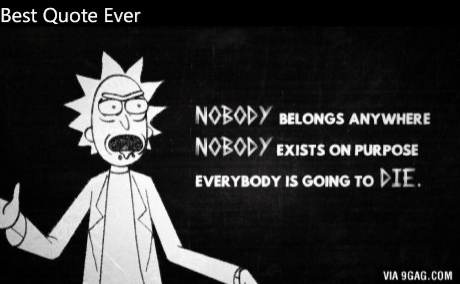 Best Quote Ever
NOBODY BELONGS ANYWHERE
NOBODY EXISTS ON PURPOSE
EVERYBODY IS GOING TO DIE.
VIA 9GAG.COM